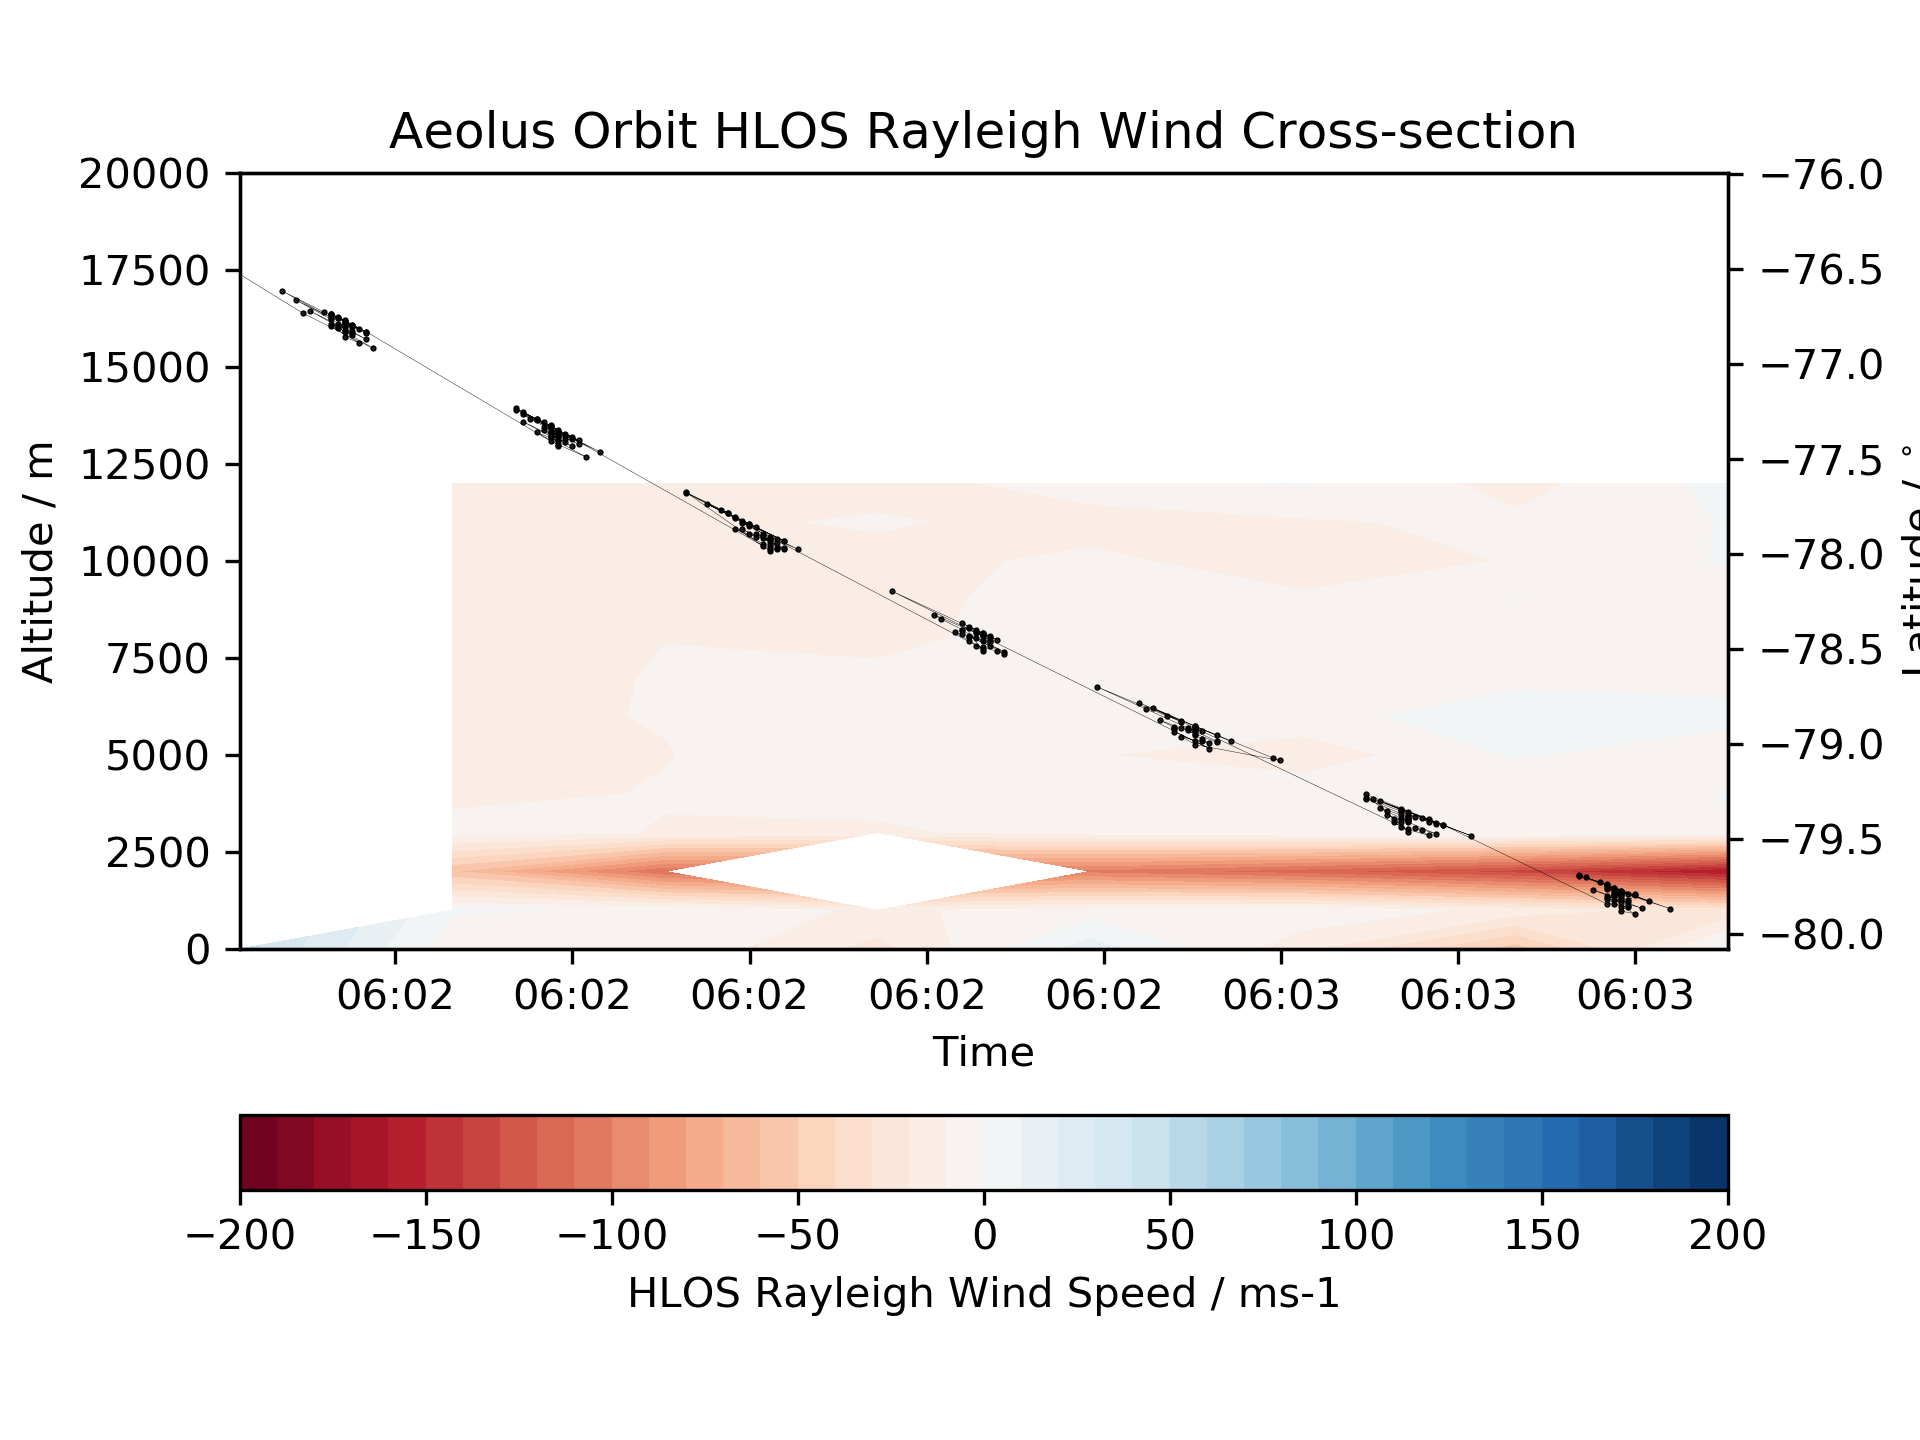 Aeolus Orbit HLOS Rayleigh Wind Cross-section
20000
17500
15000
12500
10000
7500
5000
2500
0
Altitude / m
−76.0
−76.5
−77.0
−77.5
−78.0
−78.5
−79.0
−79.5
−80.0
Latitude / °
06:02 06:02 06:02 06:02 06:02 06:03 06:03 06:03
Time
−200 −150 −100 −50 0 50 100 150 200
HLOS Rayleigh Wind Speed / ms-1